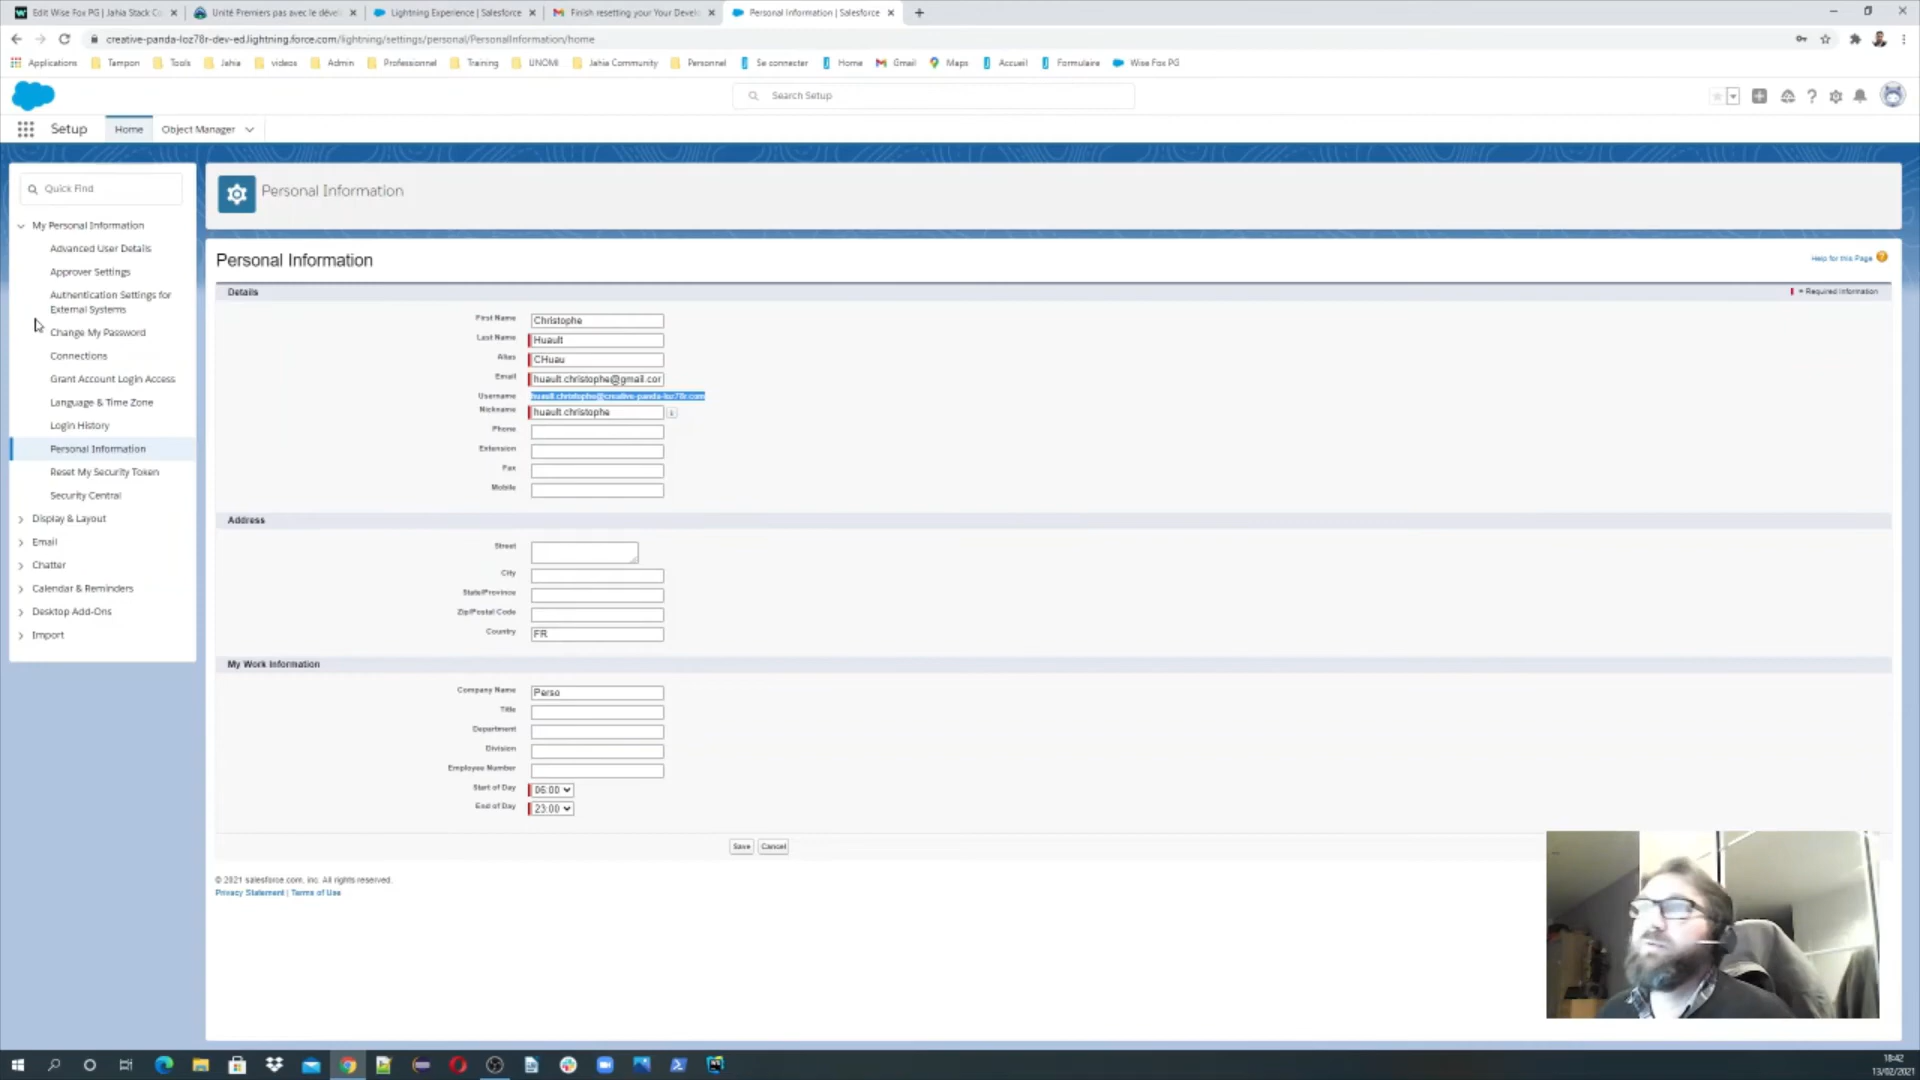 Edit Wise Fox PG | Jahia Stack Co
Unité Premiers pas avec le dével
Lightning Experience | Salesforce
Finish resetting your Your Develo
Personal Information | Salesforce
creative-panda-loz78r-dev-ed.lightning.force.com/lightning/settings/personal/PersonalInformation/home
Applications Tampon Tools Jahia videos Admin Professionnel Training UNOMI Jahia Community Personnel Se connecter Home Gmail Maps Accueil Formulaire Wise Fox PG
Search Setup
Setup Home Object Manager
Quick Find
Personal Information
My Personal Information
Advanced User Details
Approver Settings
Authentication Settings for
External Systems
Change My Password
Connections
Grant Account Login Access
Language & Time Zone
Login History
Personal Information
Reset My Security Token
Security Central
Display & Layout
Email
Chatter
Calendar & Reminders
Desktop Add-Ons
Import
Personal Information
Help for this Page
Details
= Required Information
First Name Christophe
Last Name Huault
Alias CHuau
Email huault.christophe@gmail.cor
Username huault.christophe@creative-panda-loz78r.com
Nickname huault.christophe
Phone
Extension
Fax
Mobile
Address
Street
City
State/Province
Zip/Postal Code
Country FR
My Work Information
Company Name Perso
Title
Department
Division
Employee Number
Start of Day 06:00
End of Day 23:00
Save Cancel
© 2021 salesforce.com, inc. All rights reserved.
Privacy Statement | Terms of Use
18:42
13/02/2021